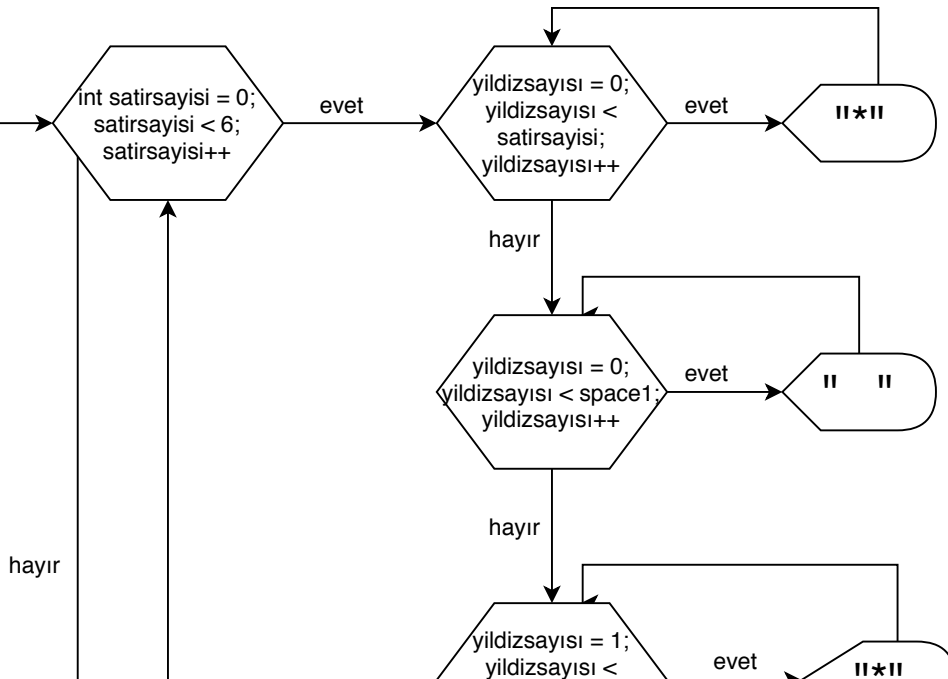 int satirsayisi = 0;
satirsayisi < 6;
satirsayisi++
evet
yildizsayısı = 0;
yildizsayısı <
satirsayisi;
yildizsayısı++
evet
"*"
hayır
yildizsayısı = 0;
yildizsayısı < space1;
yildizsayısı++
evet
" "
hayır
hayır
yildizsayısı = 1;
yildizsayısı <
evet
"*"